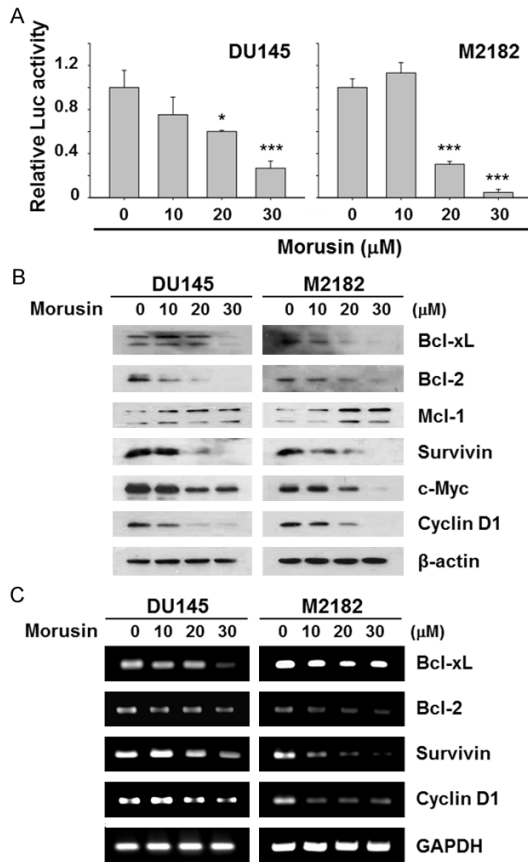 A
DU145
M2182
Relative Luc activity
1.2
1.0
0.8
0.4
0
*
***
***
***
0 10 20 30 0 10 20 30
Morusin (μM)
B
DU145 M2182
Morusin 0 10 20 30 0 10 20 30 (μM)
Bcl-xL
Bcl-2
Mcl-1
Survivin
c-Myc
Cyclin D1
β-actin
C
DU145 M2182
Morusin 0 10 20 30 0 10 20 30 (μM)
Bcl-xL
Bcl-2
Survivin
Cyclin D1
GAPDH